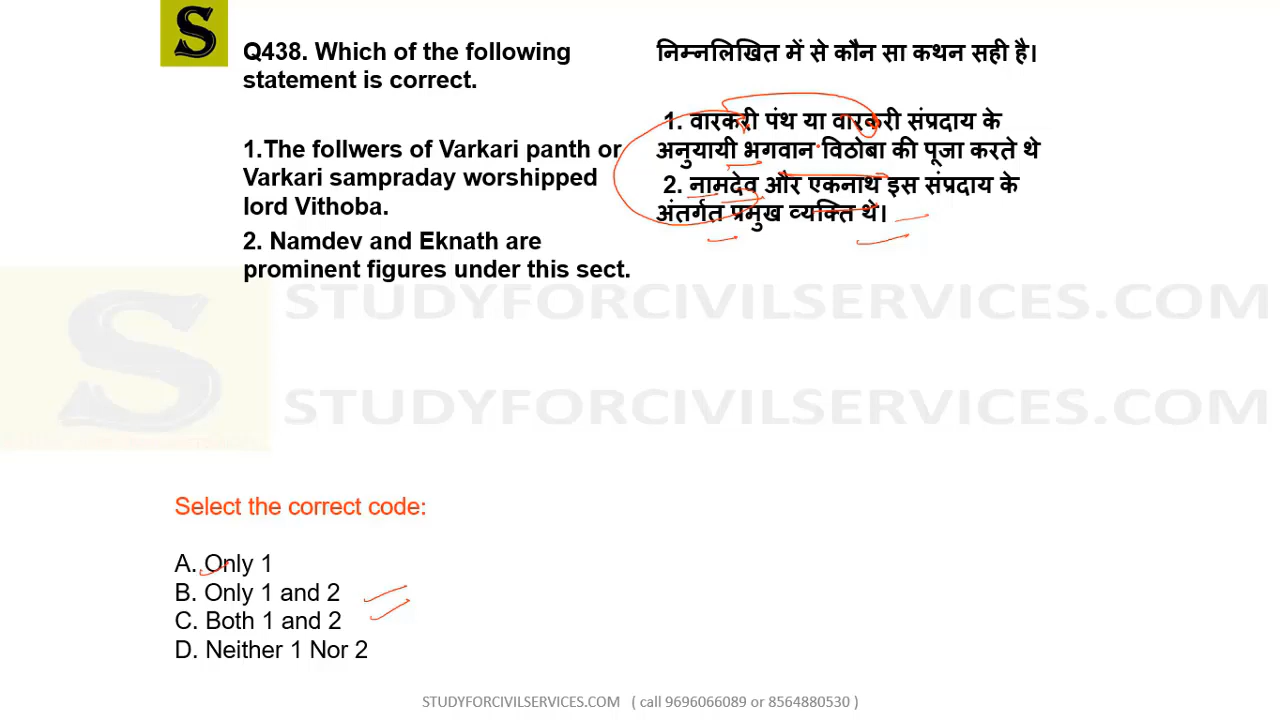 S
Q438. Which of the following
statement is correct.
1.The follwers of Varkari panth or
Varkari sampraday worshipped
lord Vithoba.
2. Namdev and Eknath are
prominent figures under this sect.
निम्नलिखित में से कौन सा कथन सही है।
1. वारकरी पंथ या वारकरी संप्रदाय के
अनुयायी भगवान विठोबा की पूजा करते थे
2. नामदेव और एकनाथ इस संप्रदाय के
अंतर्गत प्रमुख व्यक्ति थे।
S
STUDYFORCIVILSERVICES.COM
STUDYFORCIVILSERVICES.COM
Select the correct code:
A. Only 1
B. Only 1 and 2
C. Both 1 and 2
D. Neither 1 Nor 2
STUDYFORCIVILSERVICES.COM ( call 9696066089 or 8564880530 )